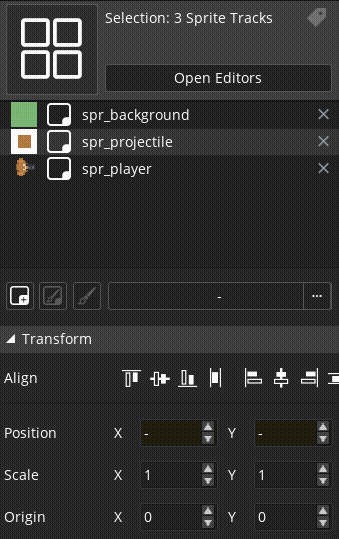 Selection: 3 Sprite Tracks
Open Editors
spr_background
spr_projectile
spr_player
-
...
Transform
Align
Position X - Y -
Scale X 1 Y 1
Origin X 0 Y 0